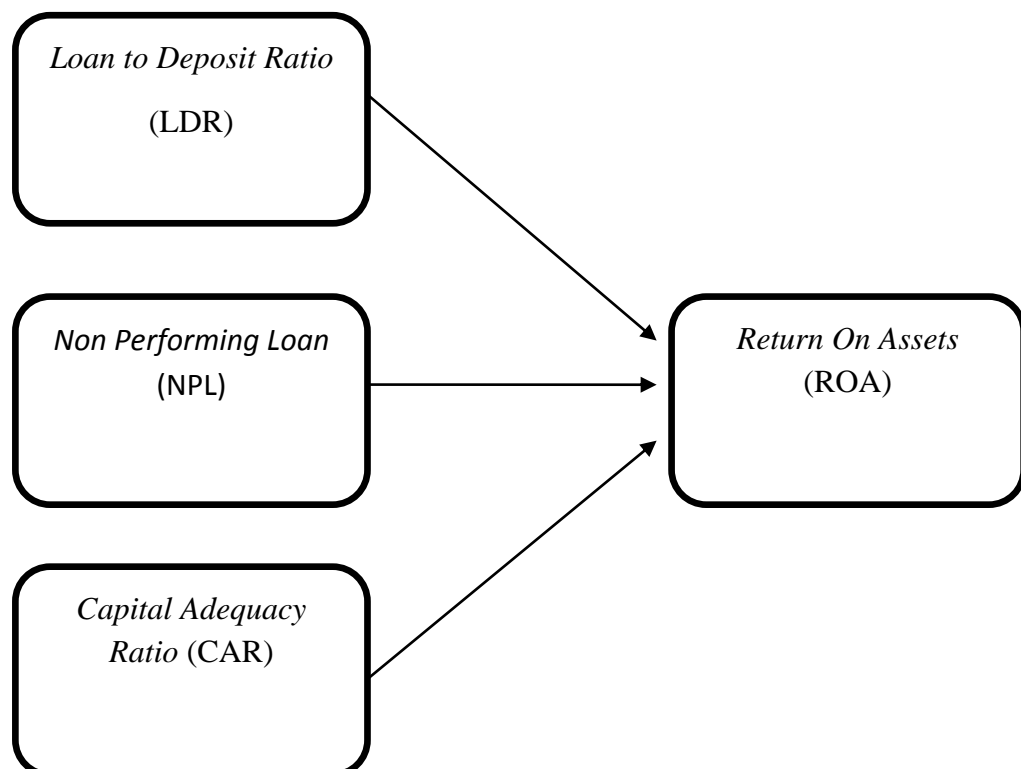 Loan to Deposit Ratio
(LDR)
Non Performing Loan
(NPL)
Return On Assets
(ROA)
Capital Adequacy
Ratio (CAR)